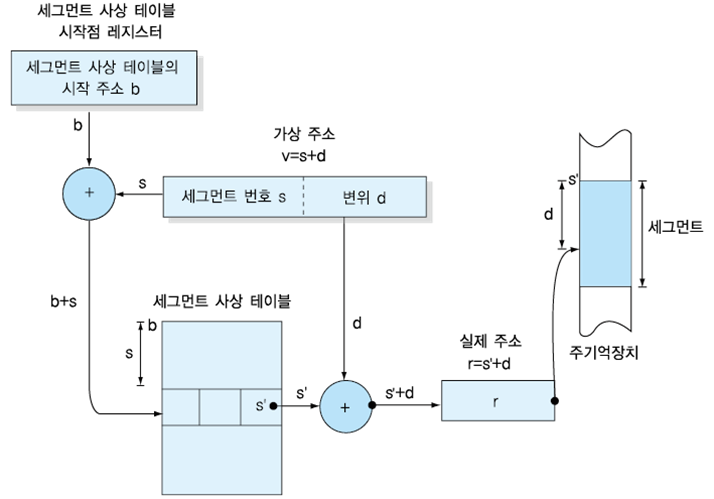 세그먼트 사상 테이블
시작점 레지스터
세그먼트 사상 테이블의
시작 주소 b
b
가상 주소
v=s+d
s'
+
s
세그먼트 번호 s
변위 d
d
세그먼트
b+s
세그먼트 사상 테이블
b
s
d
실제 주소
r=s'+d
주기억장치
s'
s'
+
s'+d
r